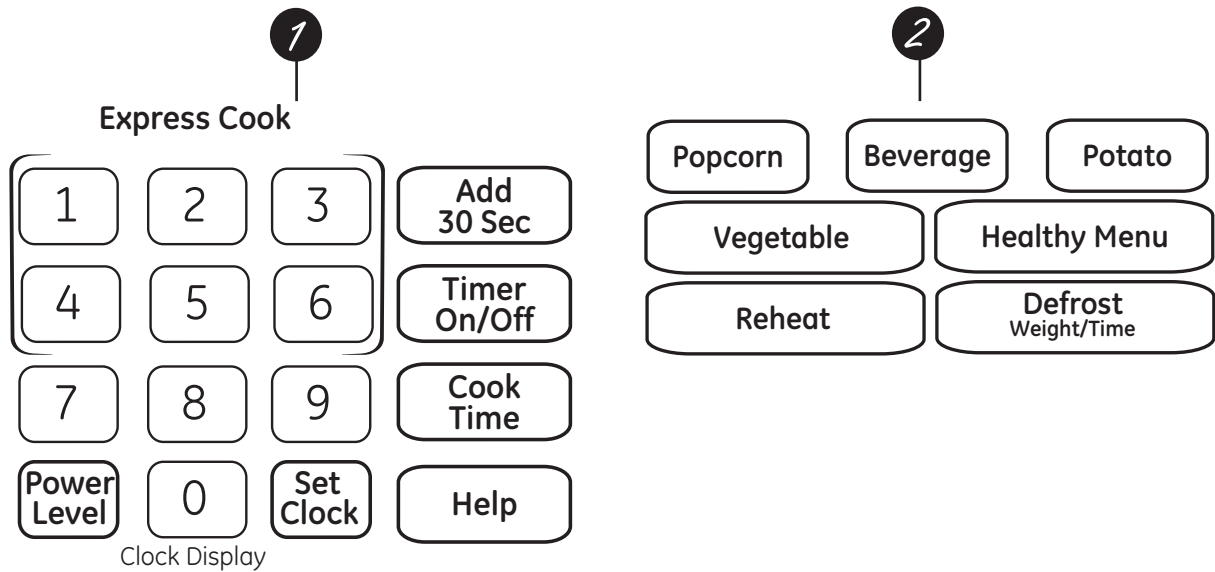 1
2
Express Cook
1 2 3
Add
30 Sec
4 5 6
Timer
On/Off
7 8 9
Cook
Time
Power
Level
0
Set
Clock
Help
Clock Display
Popcorn Beverage Potato
Vegetable Healthy Menu
Reheat
Defrost
Weight/Time